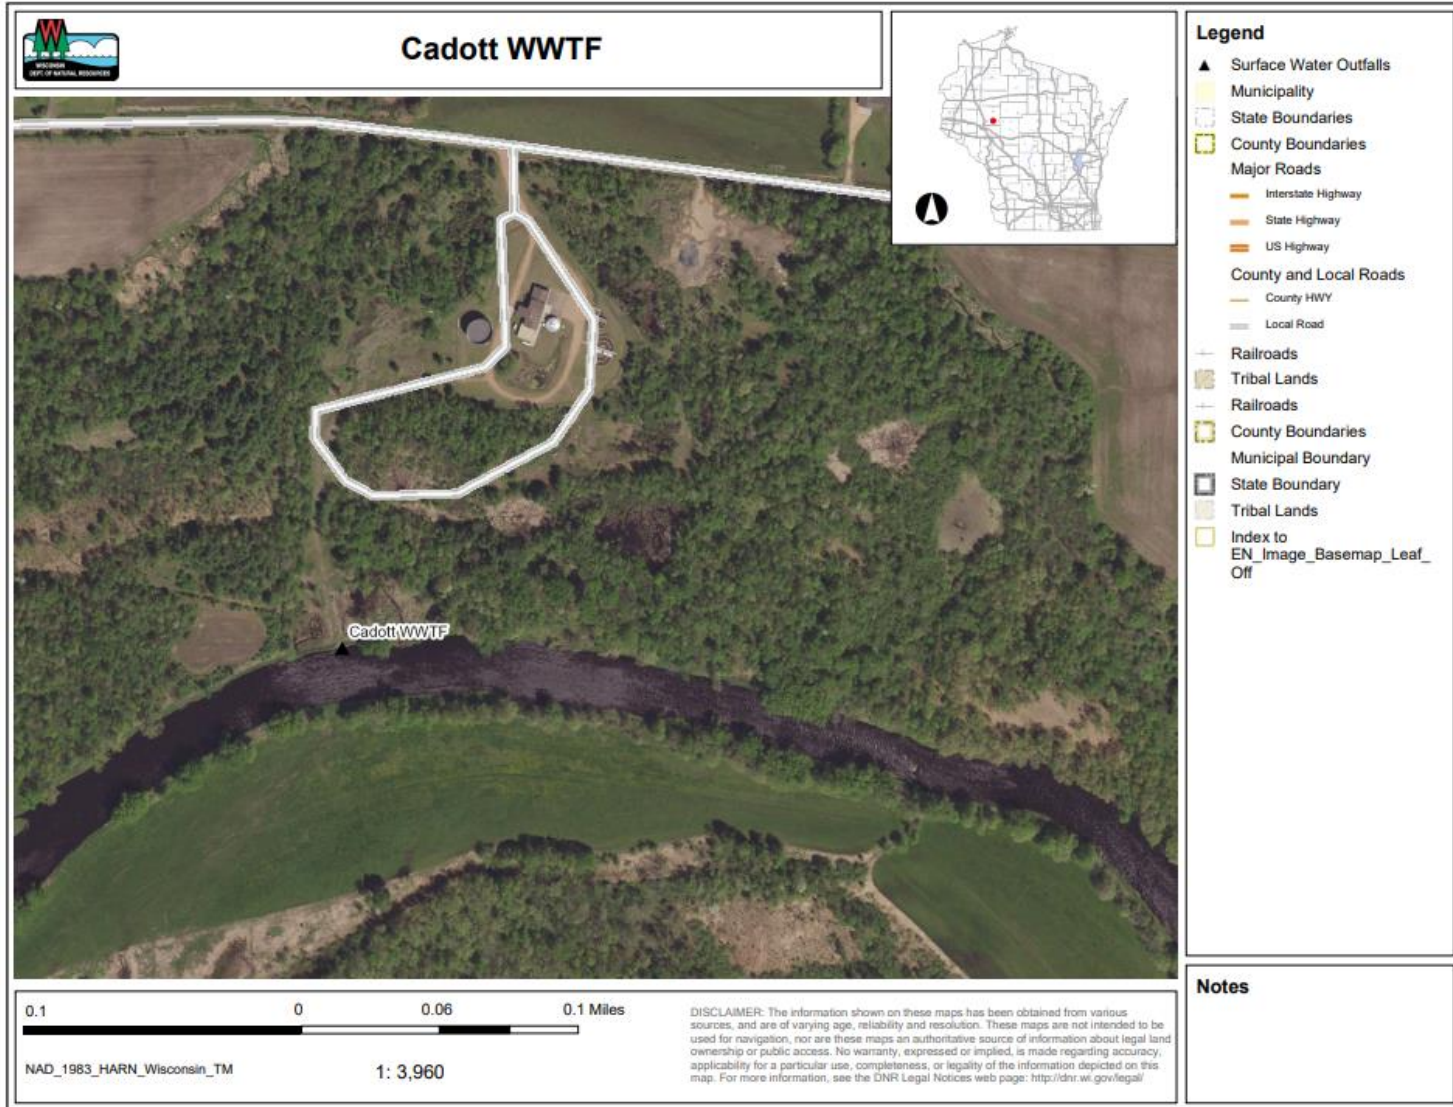 WISCONSIN
DEPT. OF NATURAL RESOURCES
Cadott WWTF
Legend
Surface Water Outfalls
Municipality
State Boundaries
County Boundaries
Major Roads
Interstate Highway
State Highway
US Highway
County and Local Roads
County HWY
Local Road
Railroads
Tribal Lands
Railroads
County Boundaries
Municipal Boundary
State Boundary
Tribal Lands
Index to
EN_Image_Basemap_Leaf_
Off
Cadott WWTF
0.1 0 0.06 0.1 Miles
NAD_1983_HARN_Wisconsin_TM
1: 3,960
DISCLAIMER: The information shown on these maps has been obtained from various
sources, and are of varying age, reliability and resolution. These maps are not intended to be
used for navigation, nor are these maps an authoritative source of information about legal land
ownership or public access. No warranty, expressed or implied, is made regarding accuracy,
applicability for a particular use, completeness, or legality of the information depicted on this
map. For more information, see the DNR Legal Notices web page: http://dnr.wi.gov/legal/
Notes